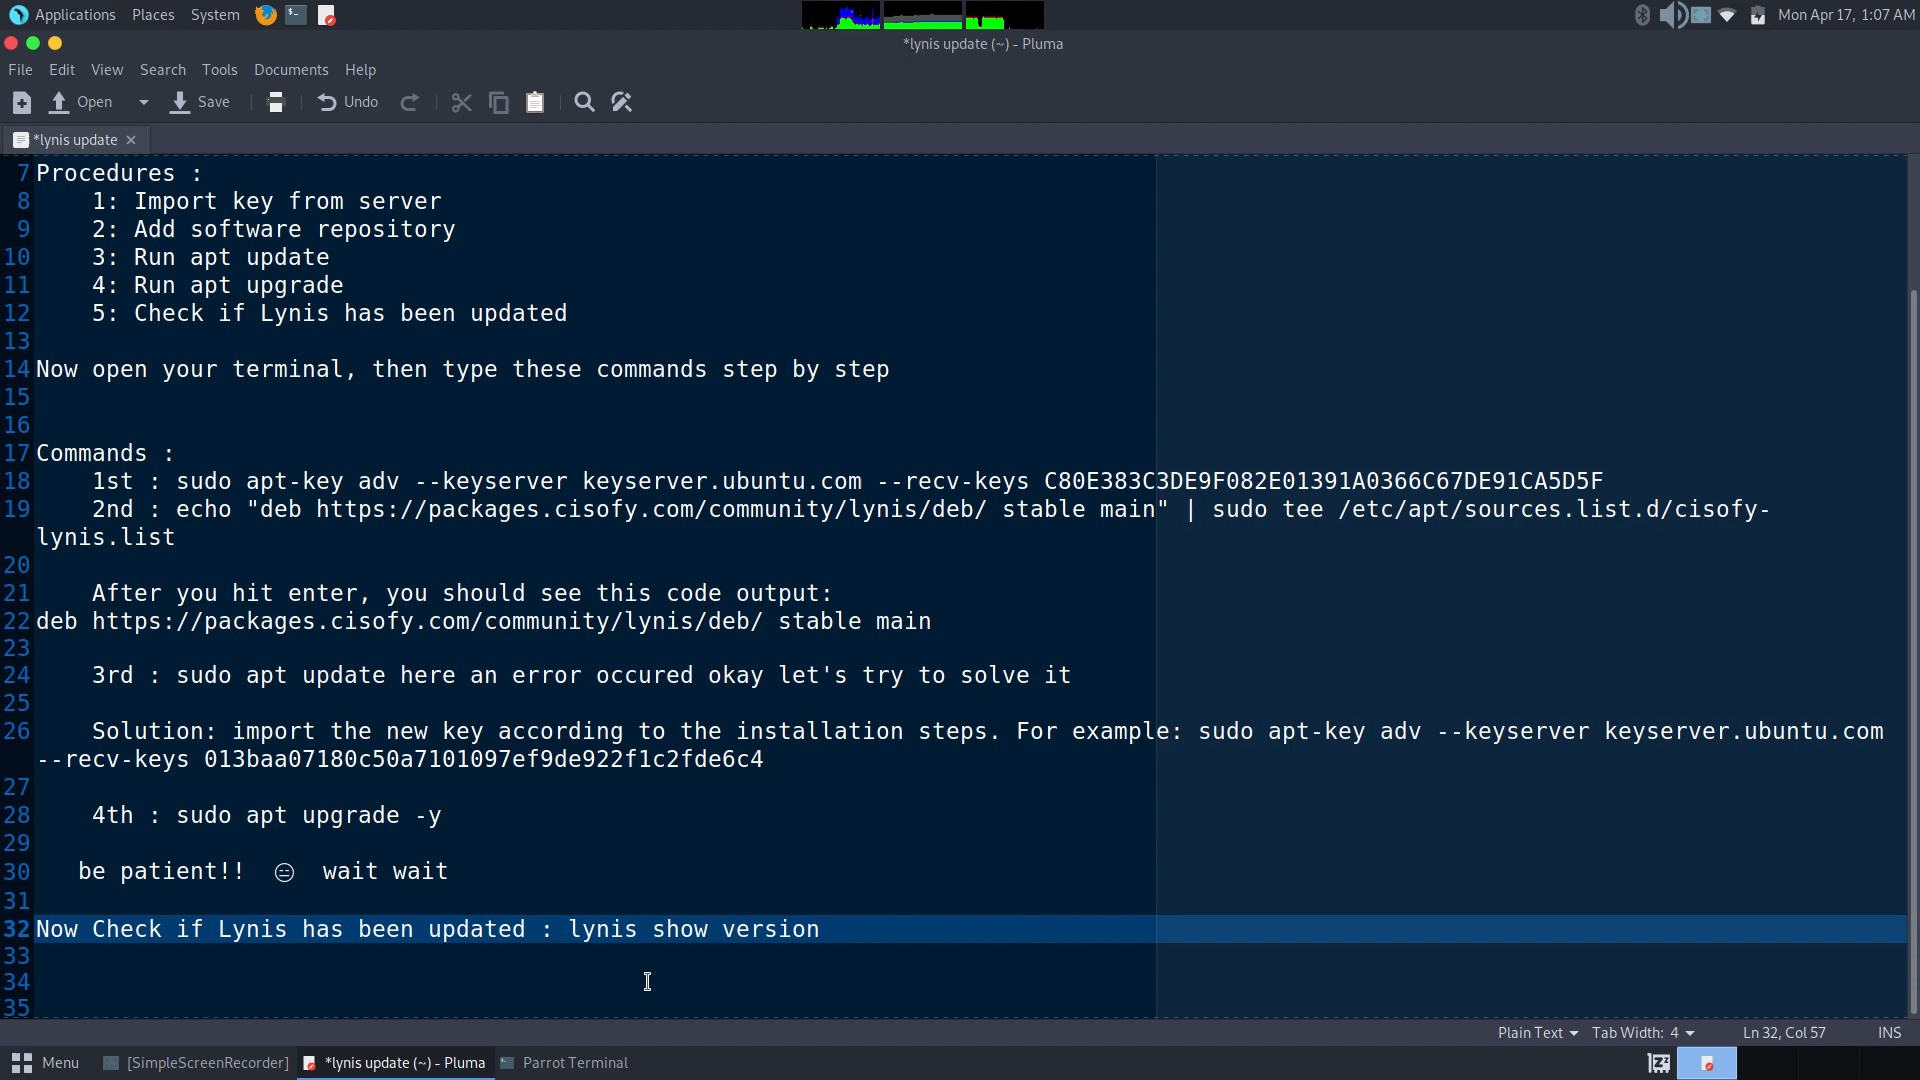 Applications Places System Mon Apr 17, 1:07 AM
*lynis update (~) - Pluma
File Edit View Search Tools Documents Help
Open Save Undo
*lynis update
7 Procedures :
8 1: Import key from server
9 2: Add software repository
10 3: Run apt update
11 4: Run apt upgrade
12 5: Check if Lynis has been updated
13
14 Now open your terminal, then type these commands step by step
15
16
17 Commands :
18 1st : sudo apt-key adv --keyserver keyserver.ubuntu.com --recv-keys C80E383C3DE9F082E01391A0366C67DE91CA5D5F
19 2nd : echo "deb https://packages.cisofy.com/community/lynis/deb/ stable main" | sudo tee /etc/apt/sources.list.d/cisofy-
lynis.list
20
21 After you hit enter, you should see this code output:
22 deb https://packages.cisofy.com/community/lynis/deb/ stable main
23
24 3rd : sudo apt update here an error occured okay let's try to solve it
25
26 Solution: import the new key according to the installation steps. For example: sudo apt-key adv --keyserver keyserver.ubuntu.com
--recv-keys 013baa07180c50a7101097ef9de922f1c2fde6c4
27
28 4th : sudo apt upgrade -y
29
30 be patient!! 😑 wait wait
31
32 Now Check if Lynis has been updated : lynis show version
33
34
35
Plain Text Tab Width: 4 Ln 32, Col 57 INS
Menu [SimpleScreenRecorder] *lynis update (~) - Pluma Parrot Terminal